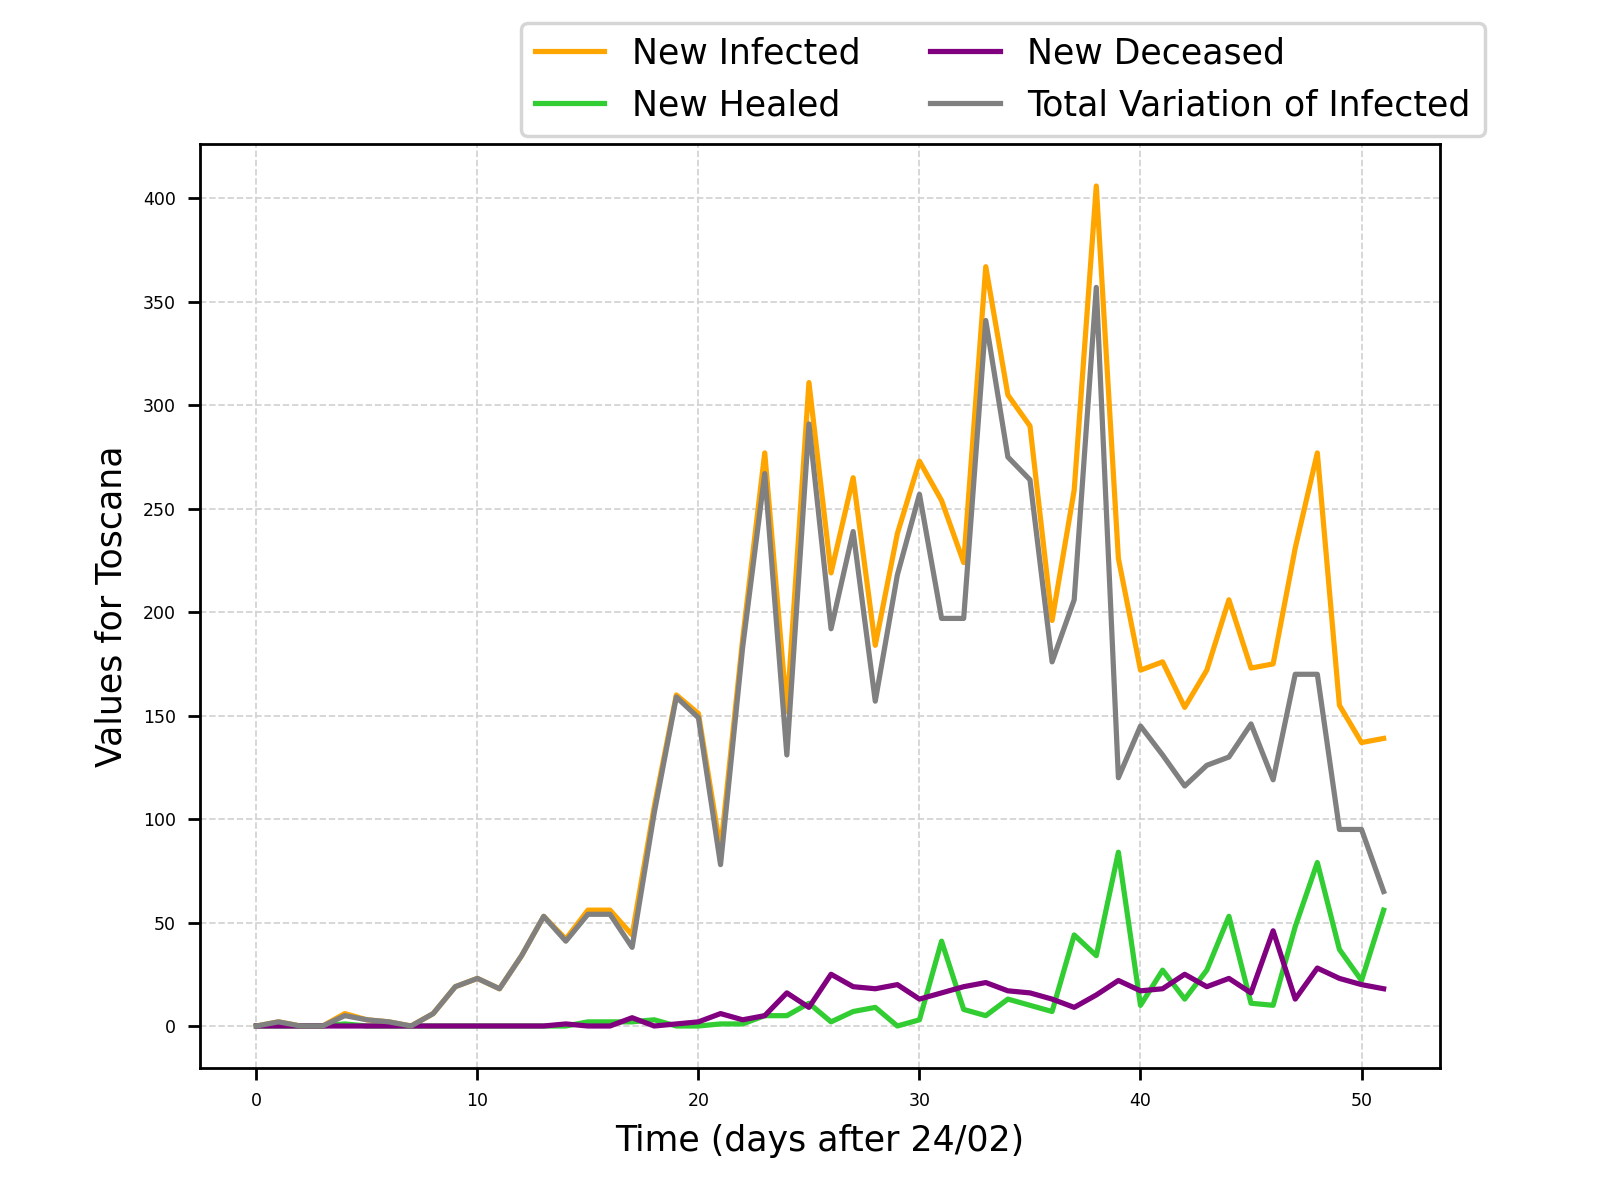 New Infected
New Healed
New Deceased
Total Variation of Infected
400
350
300
250
200
150
100
50
0
Values for Toscana
0 10 20 30 40 50
Time (days after 24/02)